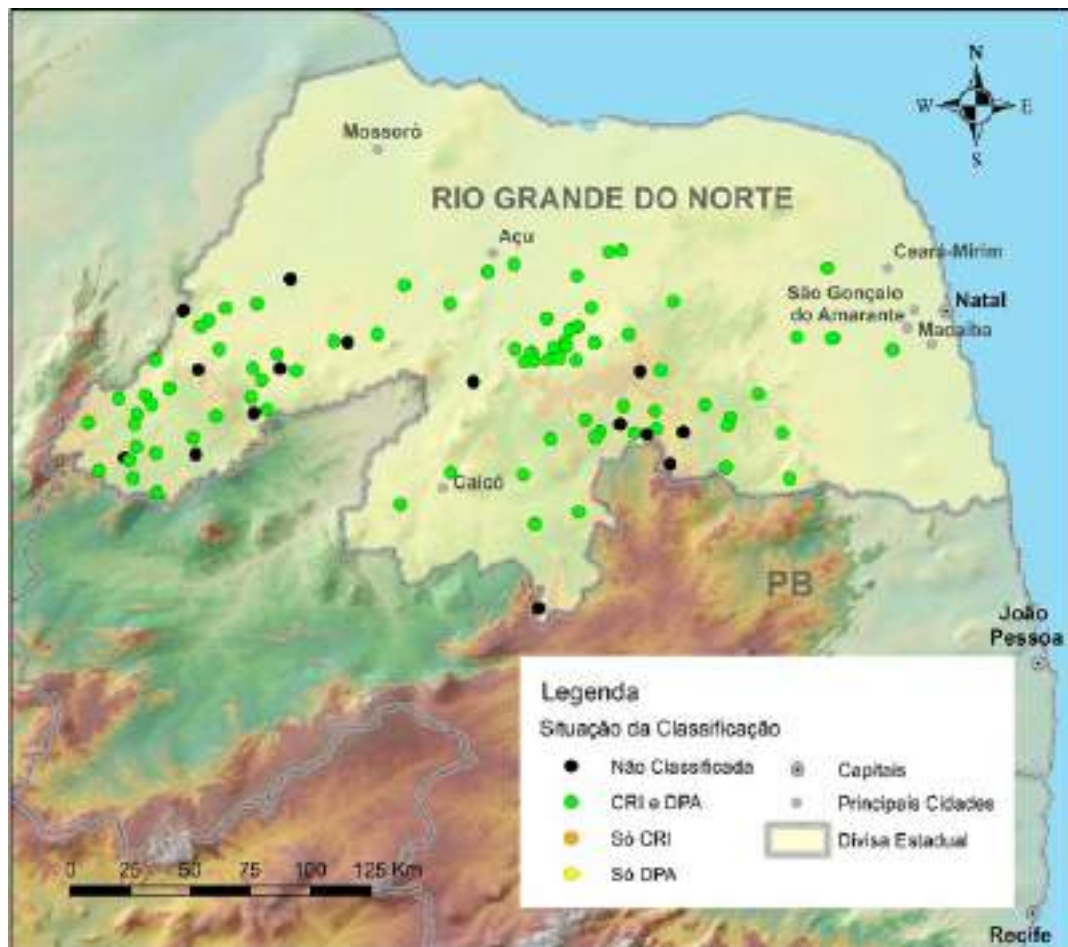 N
W E
S
Mossoró
RIO GRANDE DO NORTE
Açu
Ceará-Mirim
São Gonçalo
do Amarante
Natal
Macaíba
Caicó
PB
João
Pessoa
Legenda
Situação da Classificação
Não Classificada
CRI e DPA
Só CRI
Só DPA
Capitais
Principais Cidades
Divisa Estadual
0 25 50 75 100 125 Km
Recife